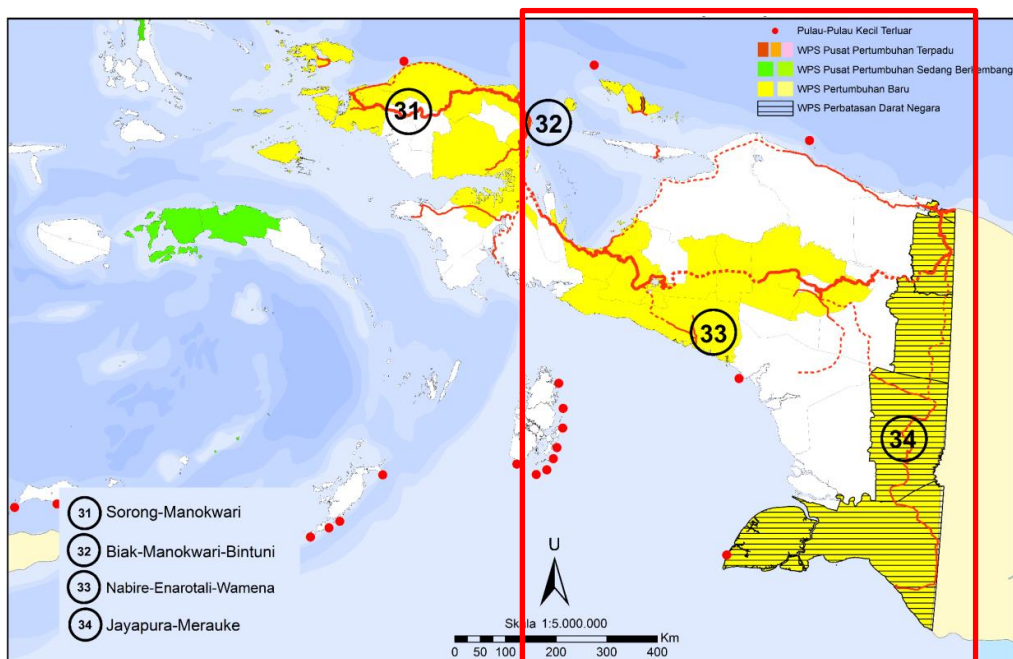 Pulau-Pulau Kecil Terluar
WPS Pusat Pertumbuhan Terpadu
WPS Pusat Pertumbuhan Sedang Berkembang
WPS Pertumbuhan Baru
WPS Perbatasan Darat Negara
31
32
33
34
31 Sorong-Manokwari
32 Biak-Manokwari-Bintuni
33 Nabire-Enarotali-Wamena
34 Jayapura-Merauke
U
Skala 1:5.000.000
Km
0 50 100 200 300 400